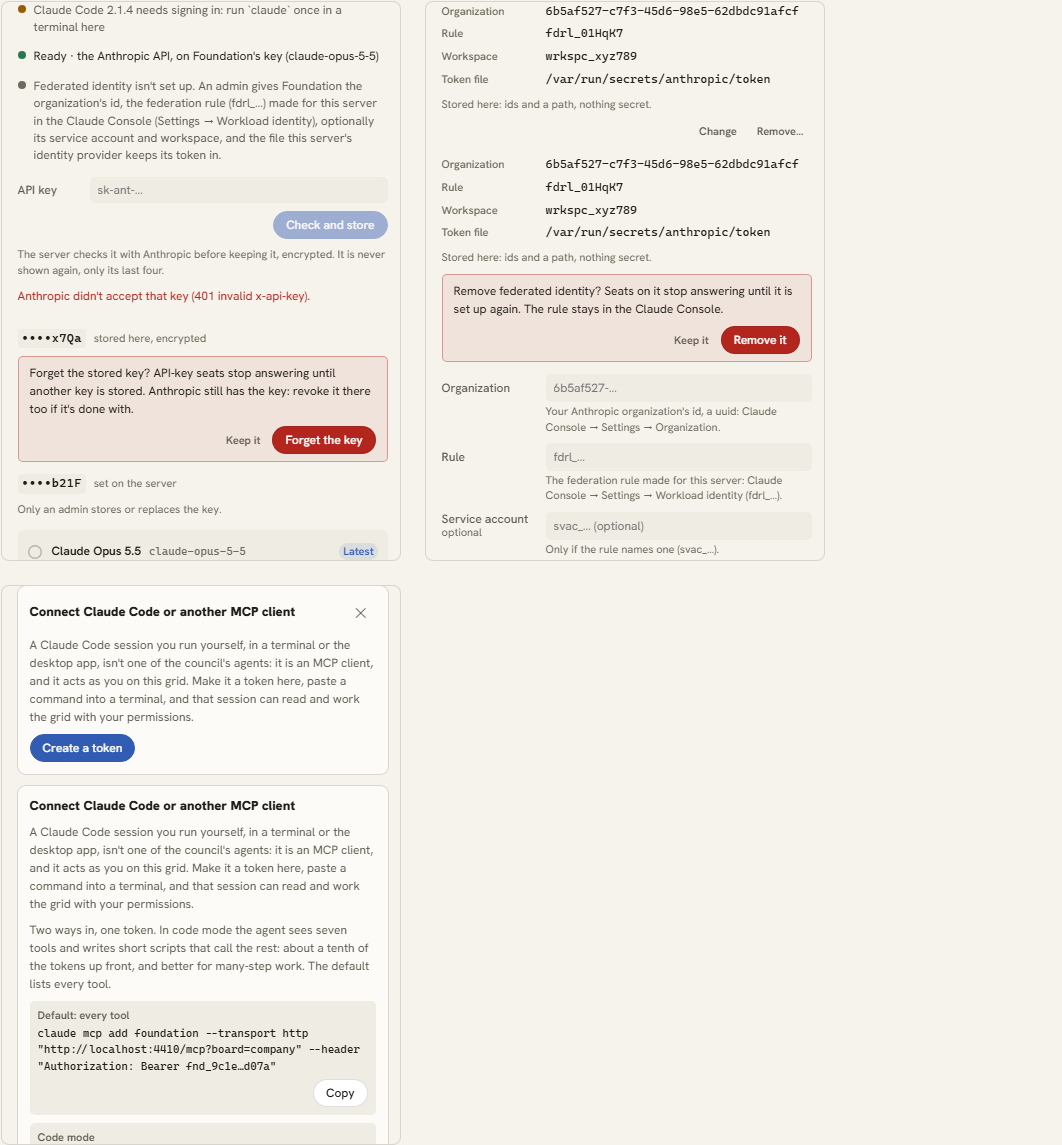 Claude Code 2.1.4 needs signing in: run `claude` once in a
terminal here
Ready · the Anthropic API, on Foundation's key (claude-opus-5-5)
Federated identity isn't set up. An admin gives Foundation the
organization's id, the federation rule (fdrl_…) made for this server
in the Claude Console (Settings → Workload identity), optionally
its service account and workspace, and the file this server's
identity provider keeps its token in.
API key
sk-ant-…
Check and store
The server checks it with Anthropic before keeping it, encrypted. It is never
shown again, only its last four.
Anthropic didn't accept that key (401 invalid x-api-key).
••••x7Qa stored here, encrypted
Forget the stored key? API-key seats stop answering until
another key is stored. Anthropic still has the key: revoke it there
too if it's done with.
Keep it
Forget the key
••••b21F set on the server
Only an admin stores or replaces the key.
Claude Opus 5.5 claude-opus-5-5 Latest
Organization 6b5af527-c7f3-45d6-98e5-62dbdc91afcf
Rule fdrl_01HqK7
Workspace wrkspc_xyz789
Token file /var/run/secrets/anthropic/token
Stored here: ids and a path, nothing secret.
Change Remove…
Organization 6b5af527-c7f3-45d6-98e5-62dbdc91afcf
Rule fdrl_01HqK7
Workspace wrkspc_xyz789
Token file /var/run/secrets/anthropic/token
Stored here: ids and a path, nothing secret.
Remove federated identity? Seats on it stop answering until it is
set up again. The rule stays in the Claude Console.
Keep it
Remove it
Organization 6b5af527-…
Your Anthropic organization's id, a uuid: Claude
Console → Settings → Organization.
Rule fdrl_…
The federation rule made for this server: Claude
Console → Settings → Workload identity (fdrl_…).
Service account svac_… (optional)
optional
Only if the rule names one (svac_…).
Connect Claude Code or another MCP client
A Claude Code session you run yourself, in a terminal or the
desktop app, isn't one of the council's agents: it is an MCP client,
and it acts as you on this grid. Make it a token here, paste a
command into a terminal, and that session can read and work
the grid with your permissions.
Create a token
Connect Claude Code or another MCP client
A Claude Code session you run yourself, in a terminal or the
desktop app, isn't one of the council's agents: it is an MCP client,
and it acts as you on this grid. Make it a token here, paste a
command into a terminal, and that session can read and work
the grid with your permissions.
Two ways in, one token. In code mode the agent sees seven
tools and writes short scripts that call the rest: about a tenth of
the tokens up front, and better for many-step work. The default
lists every tool.
Default: every tool
claude mcp add foundation --transport http
"http://localhost:4410/mcp?board=company" --header
"Authorization: Bearer fnd_9c1e…d07a"
Copy
Code mode